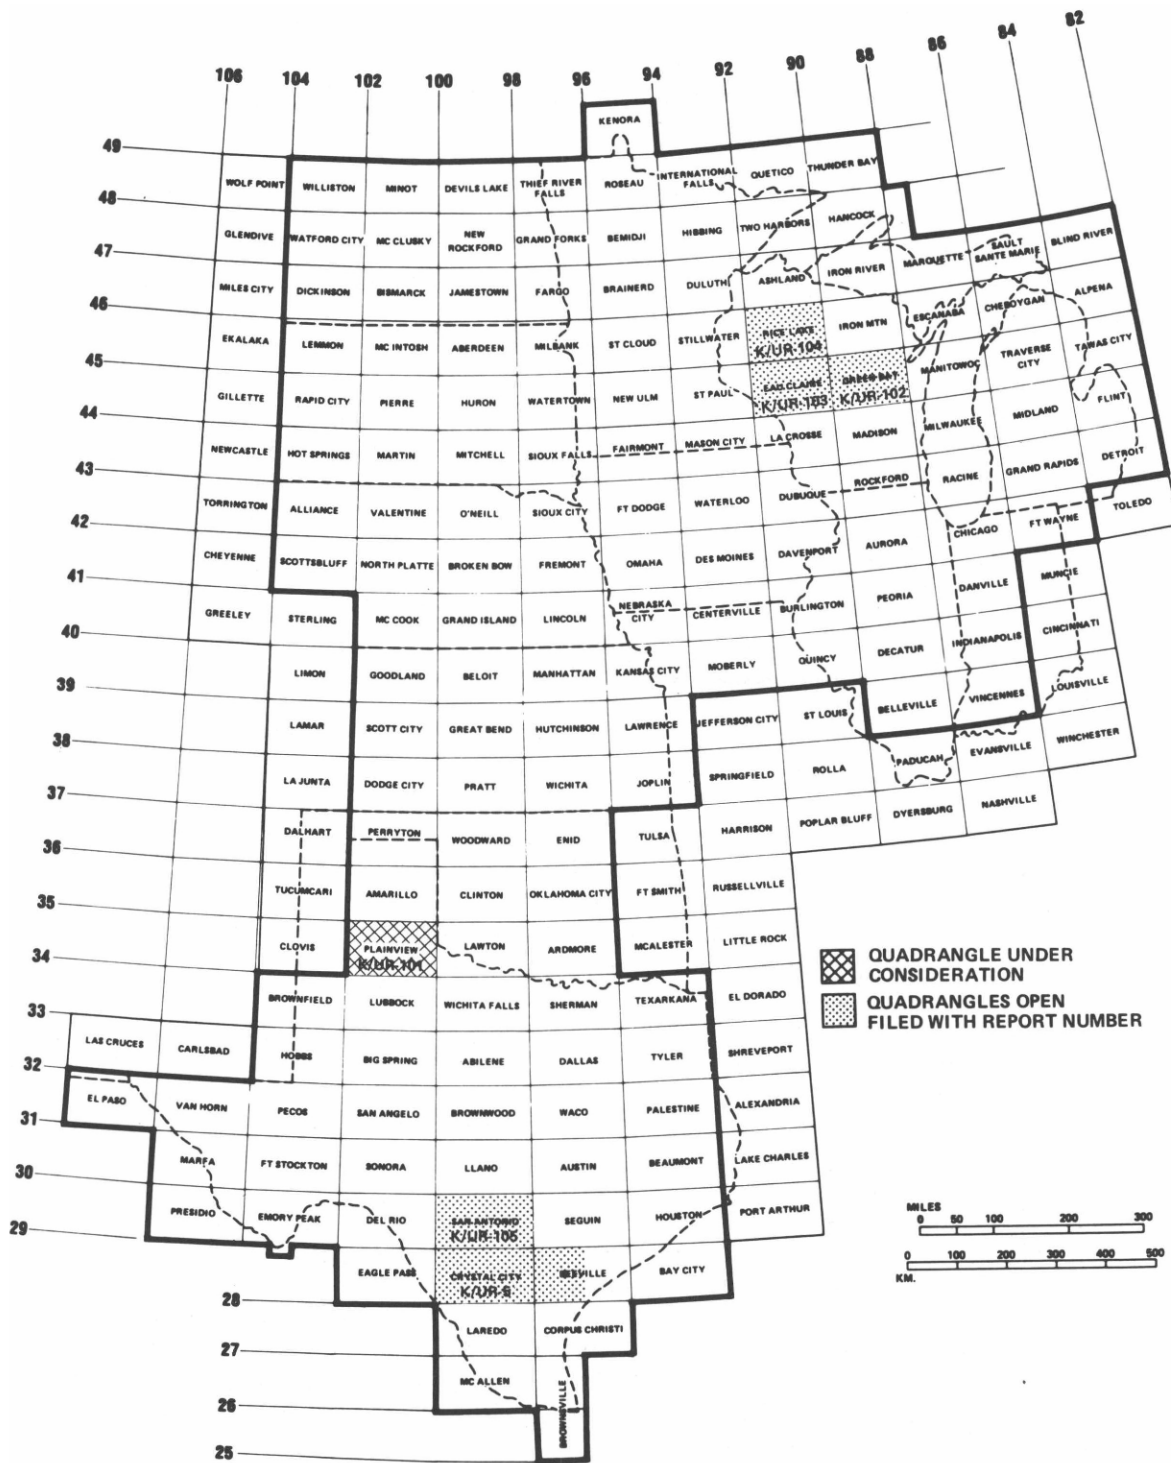 106 104 102 100 98 96 94 92 90 88 86 84 82
KENORA
49
WOLF POINT WILLISTON MINOT DEVILS LAKE THIEF RIVER FALLS ROSEAU INTERNATIONAL FALLS QUETICO THUNDER BAY
48
GLENDIVE WATFORD CITY MC CLUSKY NEW ROCKFORD GRAND FORKS BEMIDJI HIBBING TWO HARBORS HANCOCK
47
MILES CITY DICKINSON BISMARCK JAMESTOWN FARGO BRAINERD DULUTH ASHLAND IRON RIVER MARQUETTE SAULT SANTE MARIE BLIND RIVER
46
EKALAKA LEMMON MC INTOSH ABERDEEN MILBANK ST CLOUD STILLWATER RICE LAKE IRON MTN ESCANABA CHEBOYGAN ALPENA
K/UR-104
45
GILLETTE RAPID CITY PIERRE HURON WATERTOWN NEW ULM ST PAUL EAU CLAIRE GREEN BAY MANITOWOC TRAVERSE CITY TAWAS CITY
K/UR-103 K/UR-102
44
NEWCASTLE HOT SPRINGS MARTIN MITCHELL SIOUX FALLS FAIRMONT MASON CITY LA CROSSE MADISON MILWAUKEE MIDLAND FLINT
43
TORRINGTON ALLIANCE VALENTINE O'NEILL SIOUX CITY FT DODGE WATERLOO DUBUQUE ROCKFORD RACINE GRAND RAPIDS DETROIT
42
CHEYENNE SCOTTSBLUFF NORTH PLATTE BROKEN BOW FREMONT OMAHA DES MOINES DAVENPORT AURORA CHICAGO FT WAYNE TOLEDO
41
GREELEY STERLING MC COOK GRAND ISLAND LINCOLN NEBRASKA CITY CENTERVILLE BURLINGTON PEORIA DANVILLE MUNCIE
40
LIMON GOODLAND BELOIT MANHATTAN KANSAS CITY MOBERLY QUINCY DECATUR INDIANAPOLIS CINCINNATI
39
LAMAR SCOTT CITY GREAT BEND HUTCHINSON LAWRENCE JEFFERSON CITY ST LOUIS BELLEVILLE VINCENNES LOUISVILLE
38
LA JUNTA DODGE CITY PRATT WICHITA JOPLIN SPRINGFIELD ROLLA PADUCAH EVANSVILLE WINCHESTER
37
DALHART PERRYTON WOODWARD ENID TULSA HARRISON POPLAR BLUFF DYERSBURG NASHVILLE
36
TUCUMCARI AMARILLO CLINTON OKLAHOMA CITY FT SMITH RUSSELLVILLE
35
CLOVIS PLAINVIEW LAWTON ARDMORE MCALESTER LITTLE ROCK
K/UR-101
34
BROWNFIELD LUBBOCK WICHITA FALLS SHERMAN TEXARKANA EL DORADO
33
LAS CRUCES CARLSBAD HOBBS BIG SPRING ABILENE DALLAS TYLER SHREVEPORT
32
EL PASO VAN HORN PECOS SAN ANGELO BROWNWOOD WACO PALESTINE ALEXANDRIA
31
MARFA FT STOCKTON SONORA LLANO AUSTIN BEAUMONT LAKE CHARLES
30
PRESIDIO EMORY PEAK DEL RIO SAN ANTONIO SEGUIN HOUSTON PORT ARTHUR
K/UR-105
29
EAGLE PASS CRYSTAL CITY BEEVILLE BAY CITY
K/UR-5
28
LAREDO CORPUS CHRISTI
27
MC ALLEN
26
BROWNSVILLE
25
QUADRANGLE UNDER
CONSIDERATION
QUADRANGLES OPEN
FILED WITH REPORT NUMBER
MILES
0 50 100 200 300
0 100 200 300 400 500
KM.